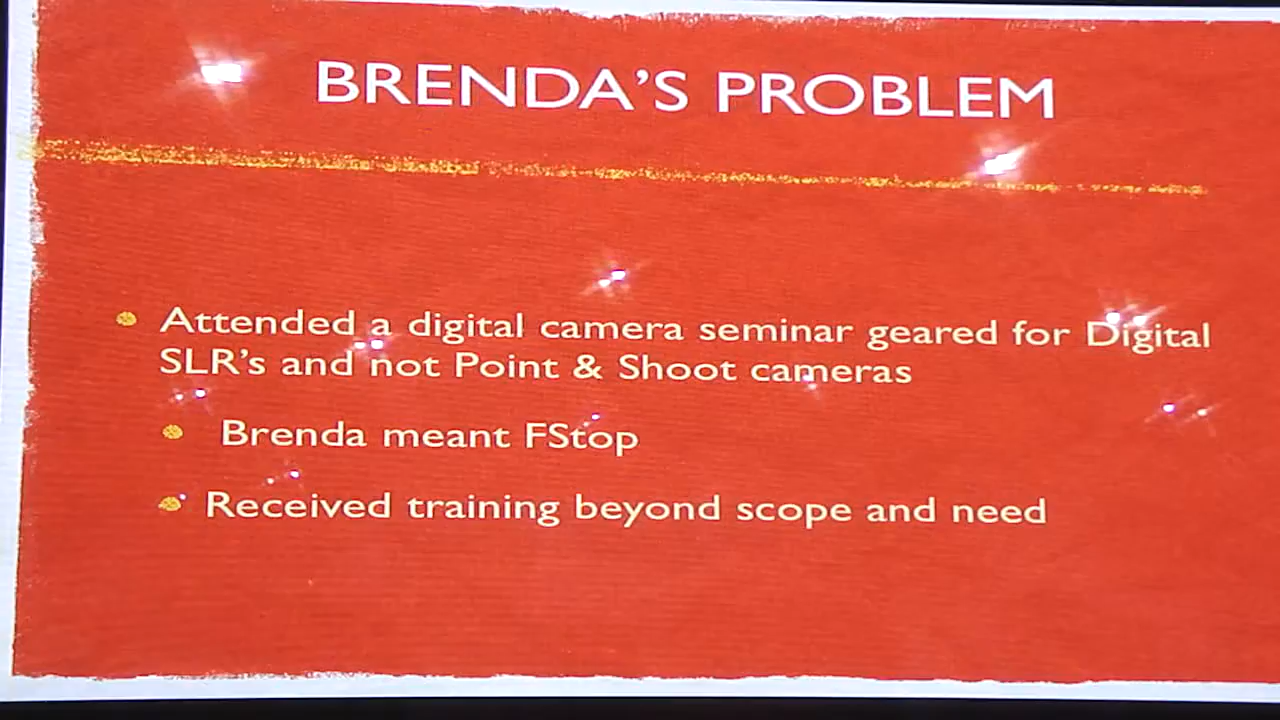 BRENDA'S PROBLEM
Attended a digital camera seminar geared for Digital
SLR's and not Point & Shoot cameras
Brenda meant FStop
Received training beyond scope and need